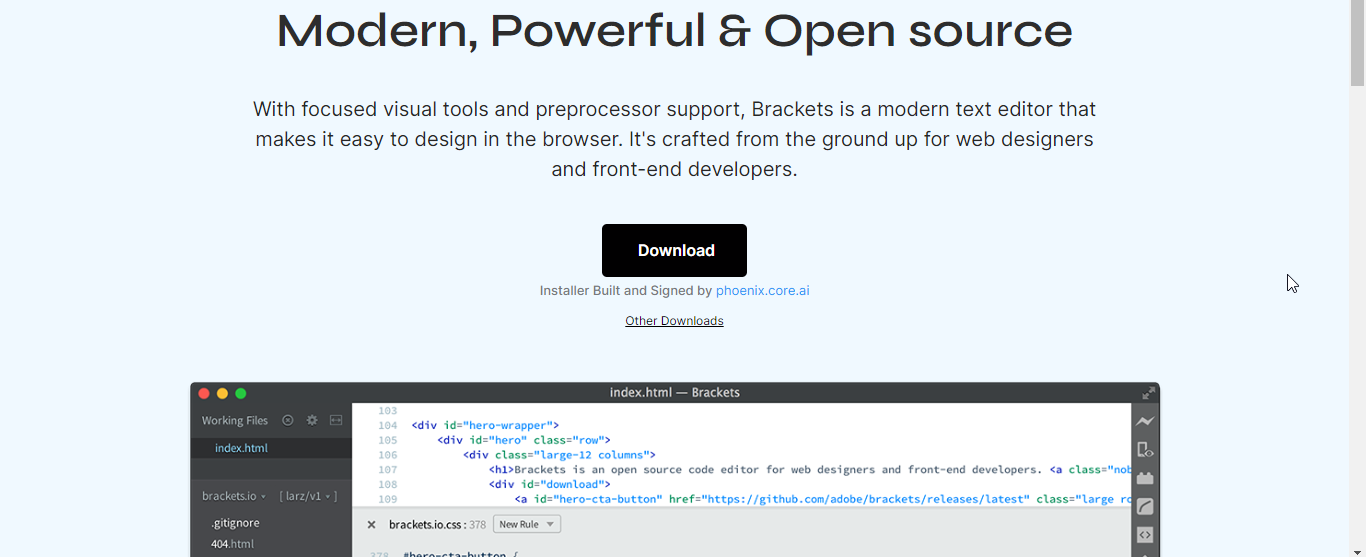 Modern, Powerful & Open source
With focused visual tools and preprocessor support, Brackets is a modern text editor that
makes it easy to design in the browser. It's crafted from the ground up for web designers
and front-end developers.
Download
Installer Built and Signed by phoenix.core.ai
Other Downloads
index.html — Brackets
Working Files
index.html
brackets.io
[ larz/v1 ]
.gitignore
404.html
103
104 <div id="hero-wrapper">
105 <div id="hero" class="row">
106 <div class="large-12 columns">
107 <h1>Brackets is an open source code editor for web designers and front-end developers. <a class="nob
108 <div id="download">
109 <a id="hero-cta-button" href="https://github.com/adobe/brackets/releases/latest" class="large ro
× brackets.io.css : 378 New Rule
378 #hero-cta-button {